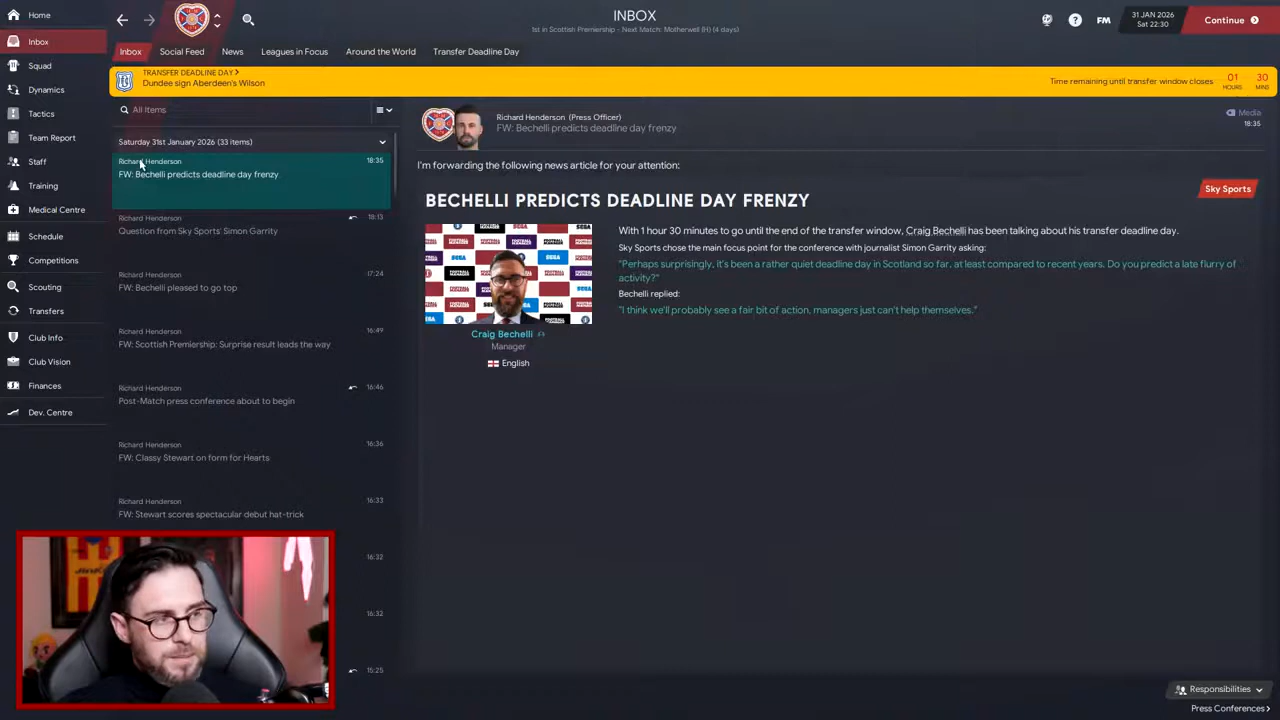 Home
Inbox
Squad
Dynamics
Tactics
Team Report
Staff
Training
Medical Centre
Schedule
Competitions
Scouting
Transfers
Club Info
Club Vision
Finances
Dev. Centre
INBOX
1st in Scottish Premiership - Next Match: Motherwell (H) (4 days)
FM
31 JAN 2026
Sat 22:30
Continue
Inbox
Social Feed
News
Leagues in Focus
Around the World
Transfer Deadline Day
TRANSFER DEADLINE DAY
Dundee sign Aberdeen's Wilson
Time remaining until transfer window closes
01 30
HOURS MINS
All Items
Saturday 31st January 2026 (33 items)
Richard Henderson 18:35
FW: Bechelli predicts deadline day frenzy
Richard Henderson 18:13
Question from Sky Sports' Simon Garrity
Richard Henderson 17:24
FW: Bechelli pleased to go top
Richard Henderson 16:49
FW: Scottish Premiership: Surprise result leads the way
Richard Henderson 16:46
Post-Match press conference about to begin
Richard Henderson 16:36
FW: Classy Stewart on form for Hearts
Richard Henderson 16:33
FW: Stewart scores spectacular debut hat-trick
16:32
16:32
15:25
Richard Henderson (Press Officer)
FW: Bechelli predicts deadline day frenzy
Media
18:35
I'm forwarding the following news article for your attention:
BECHELLI PREDICTS DEADLINE DAY FRENZY
Sky Sports
With 1 hour 30 minutes to go until the end of the transfer window, Craig Bechelli has been talking about his transfer deadline day.
Sky Sports chose the main focus point for the conference with journalist Simon Garrity asking:
"Perhaps surprisingly, it's been a rather quiet deadline day in Scotland so far, at least compared to recent years. Do you predict a late flurry of
activity?"
Bechelli replied:
"I think we'll probably see a fair bit of action, managers just can't help themselves."
Craig Bechelli
Manager
English
Responsibilities
Press Conferences